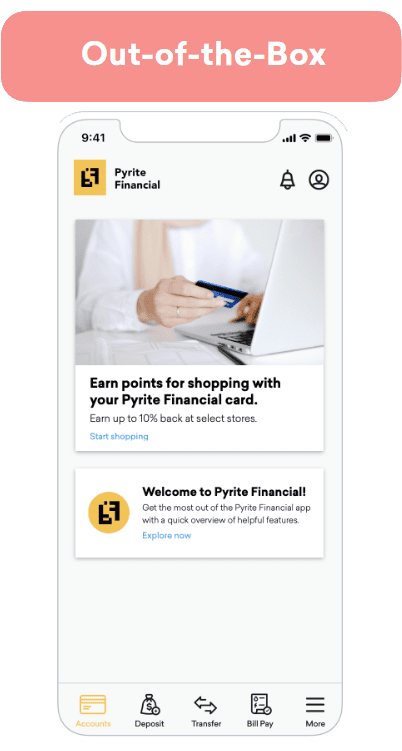 Out-of-the-Box
9:41
Pyrite
Financial
Earn points for shopping with
your Pyrite Financial card.
Earn up to 10% back at select stores.
Start shopping
Welcome to Pyrite Financial!
Get the most out of the Pyrite Financial app
with a quick overview of helpful features.
Explore now
Accounts Deposit Transfer Bill Pay More